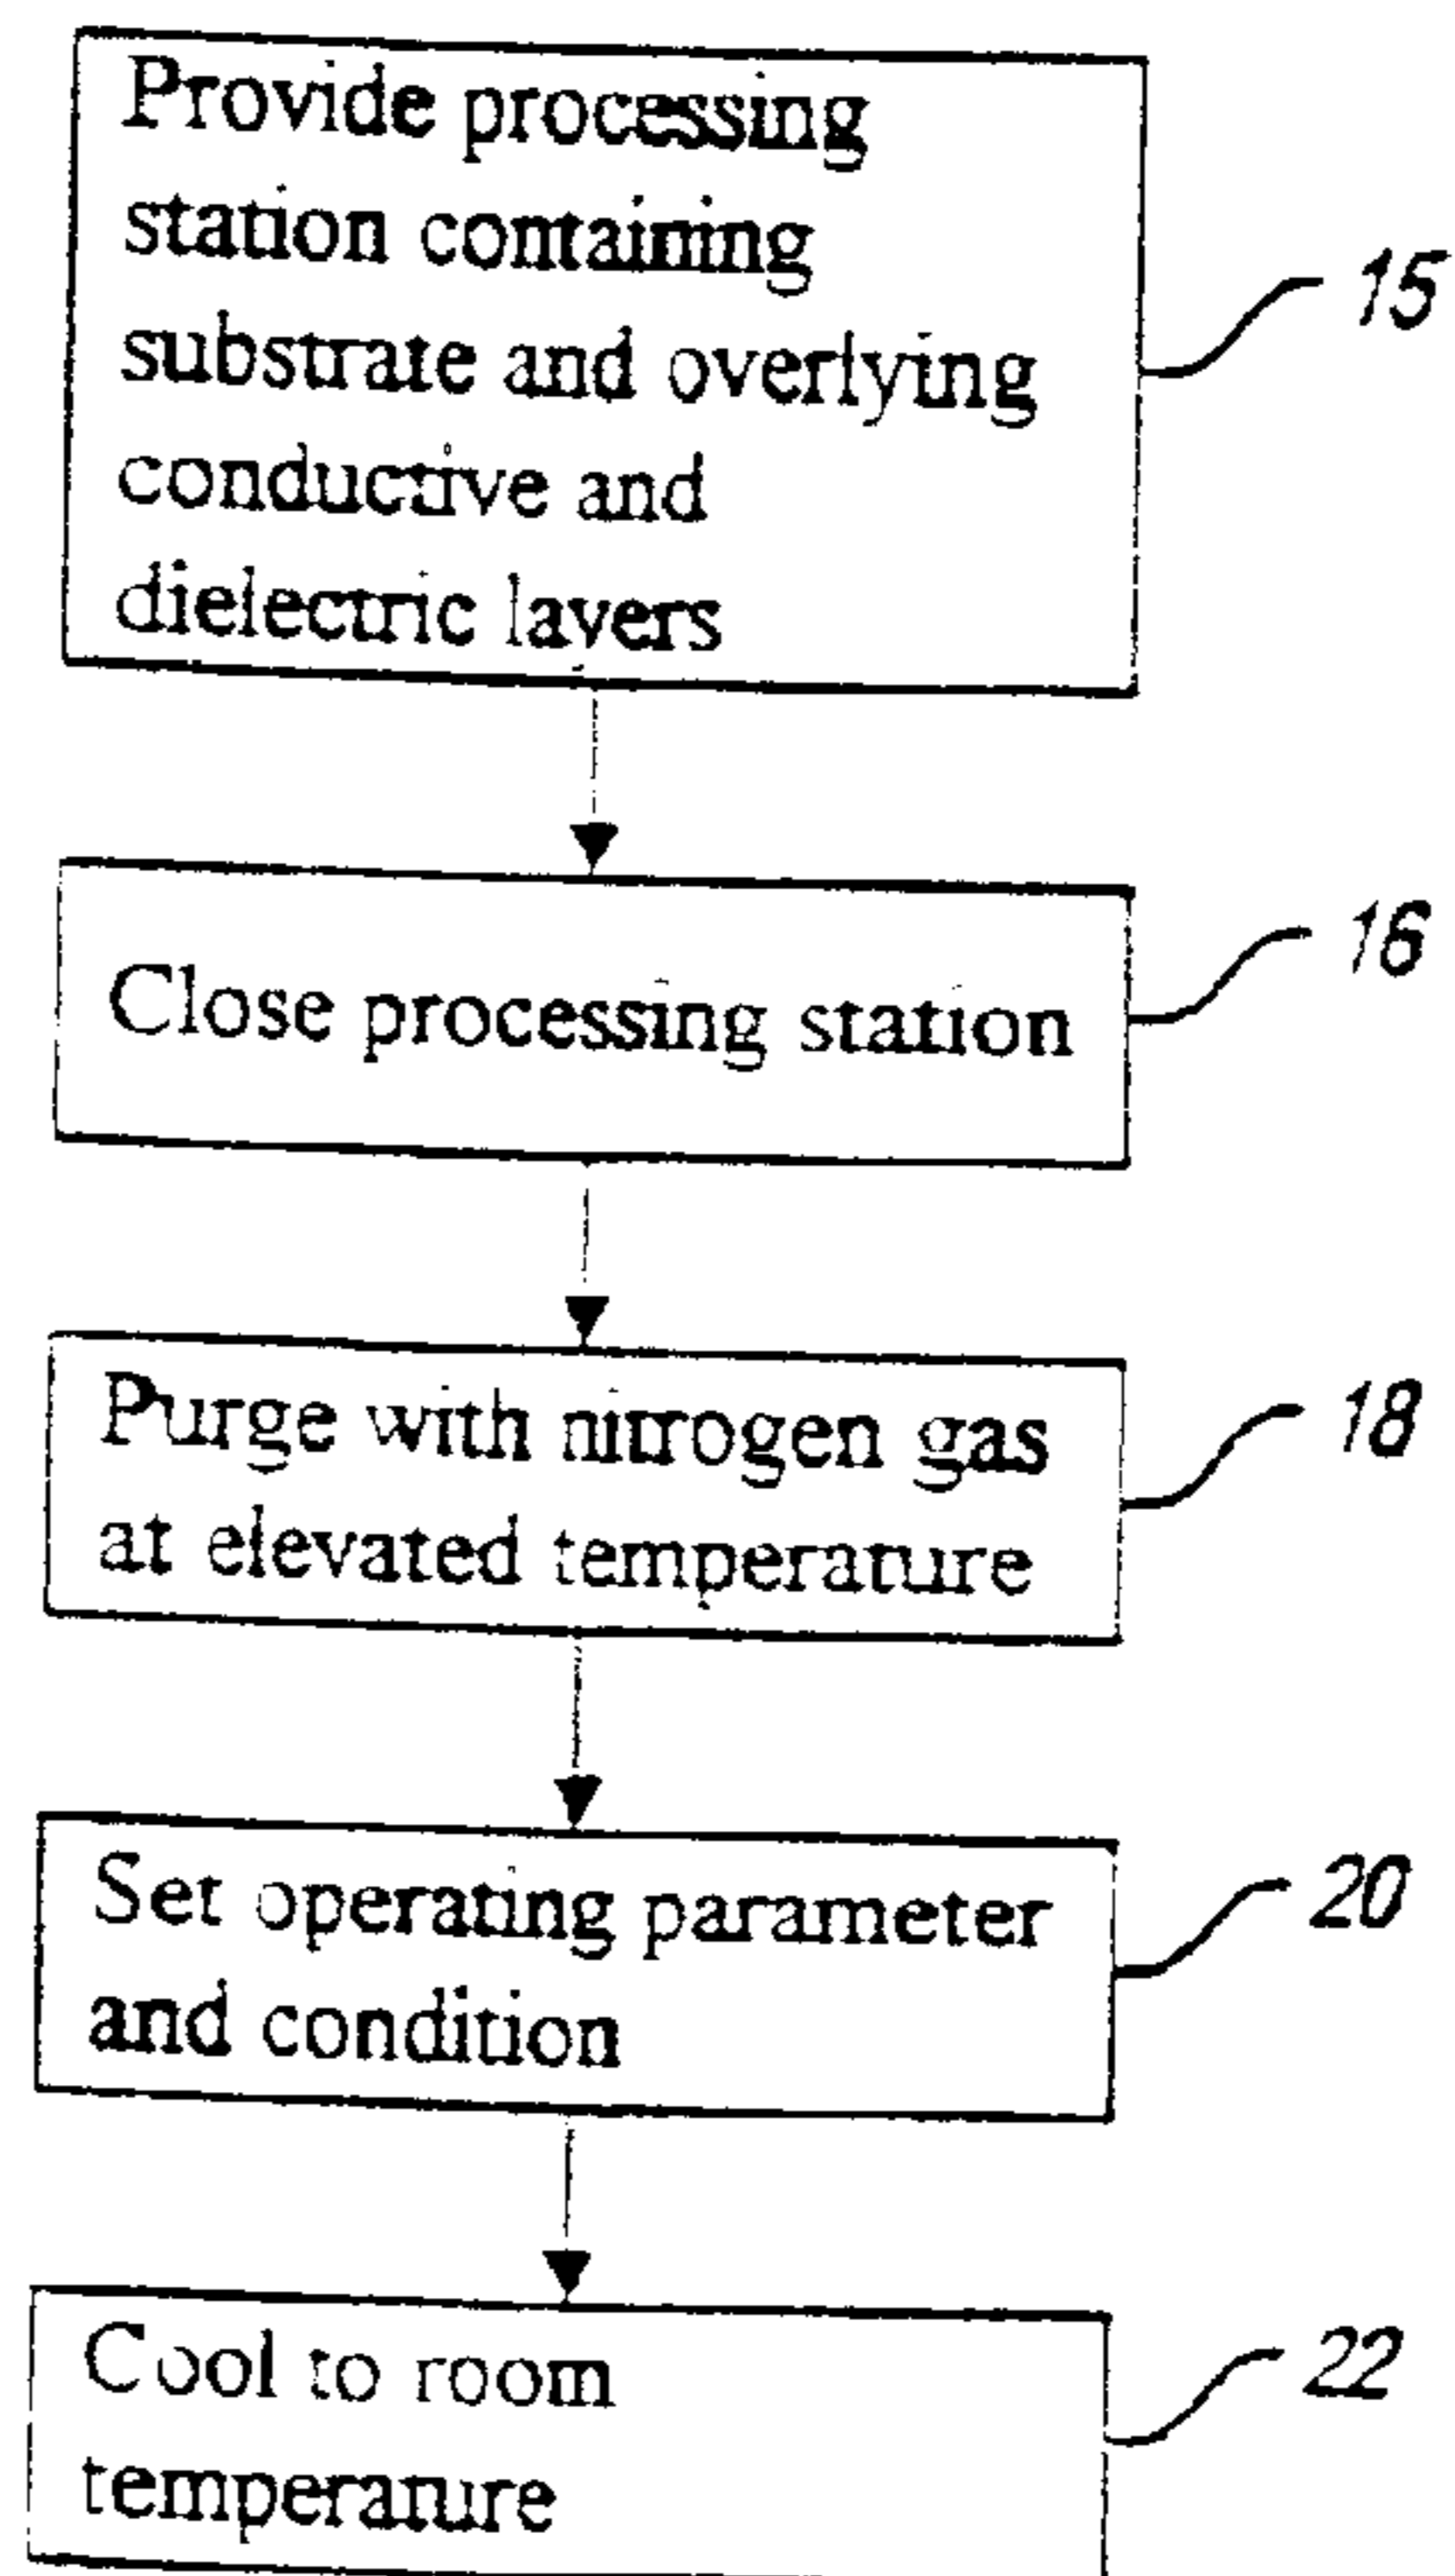 Provide processing
station containing
substrate and overlying
conductive and
dielectric layers
15
Close processing station
16
Purge with nitrogen gas
at elevated temperature
18
Set operating parameter
and condition
20
Cool to room
temperature
22